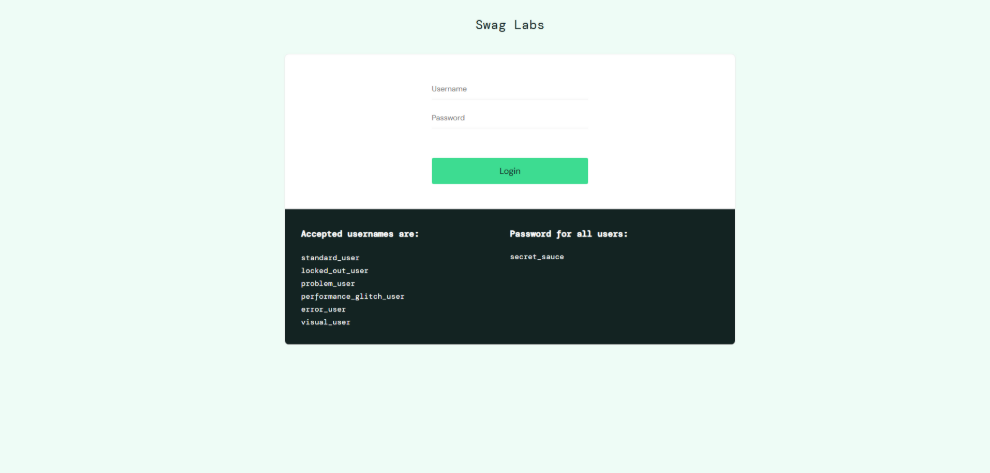 Swag Labs
Username
Password
Login
Accepted usernames are:
standard_user
locked_out_user
problem_user
performance_glitch_user
error_user
visual_user
Password for all users:
secret_sauce